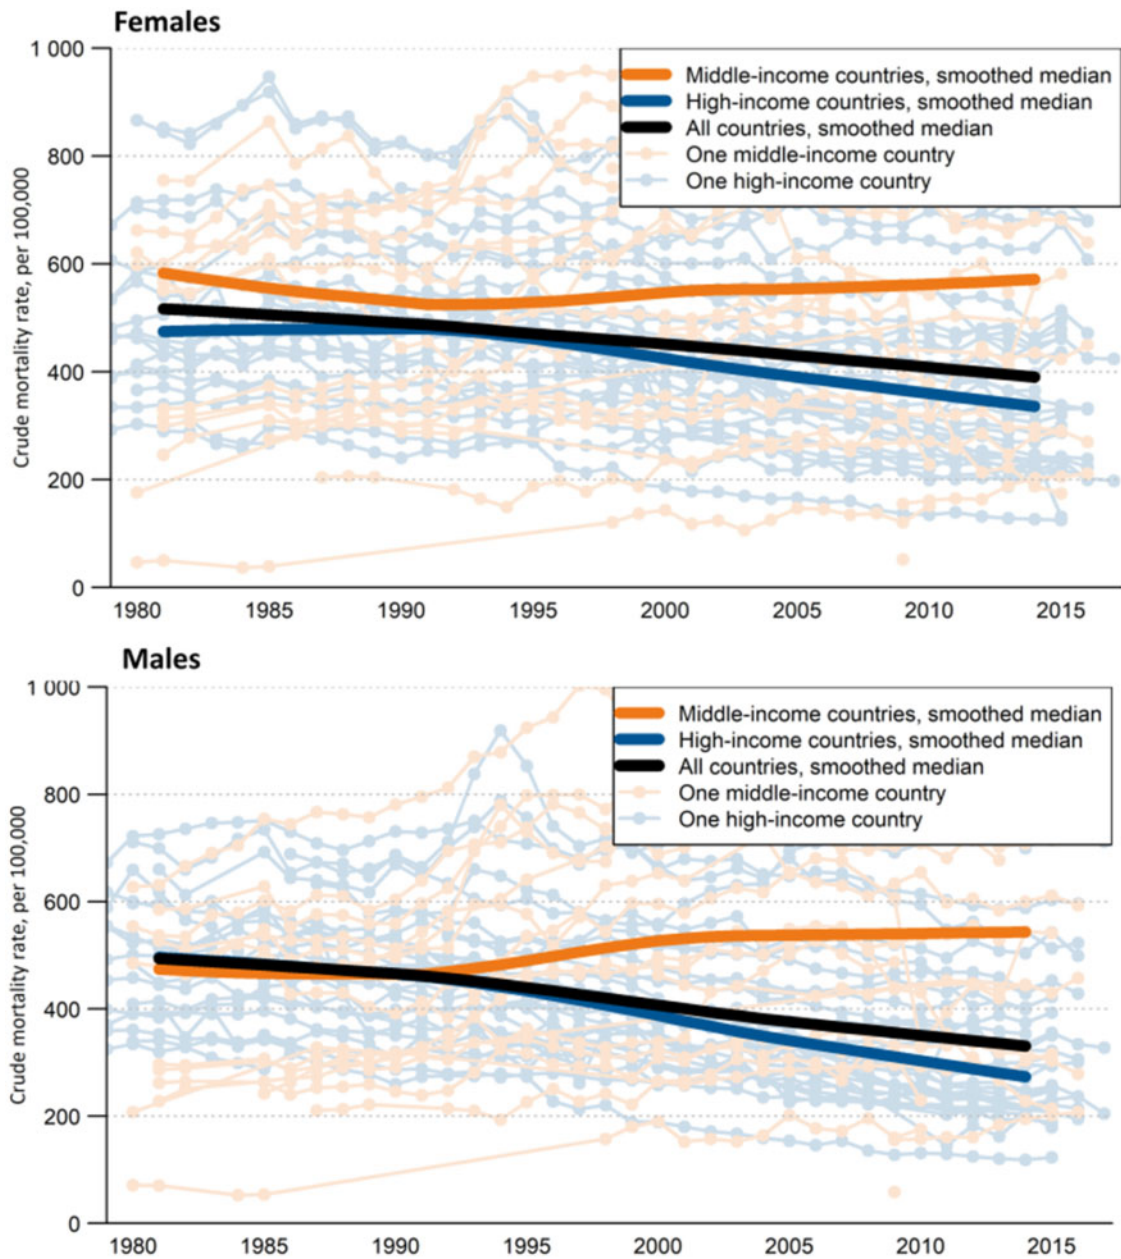 Females
Crude mortality rate, per 100,000
1 000
800
600
400
200
0
Middle-income countries, smoothed median
High-income countries, smoothed median
All countries, smoothed median
One middle-income country
One high-income country
1980 1985 1990 1995 2000 2005 2010 2015
Males
Crude mortality rate, per 100,000
1 000
800
600
400
200
0
Middle-income countries, smoothed median
High-income countries, smoothed median
All countries, smoothed median
One middle-income country
One high-income country
1980 1985 1990 1995 2000 2005 2010 2015